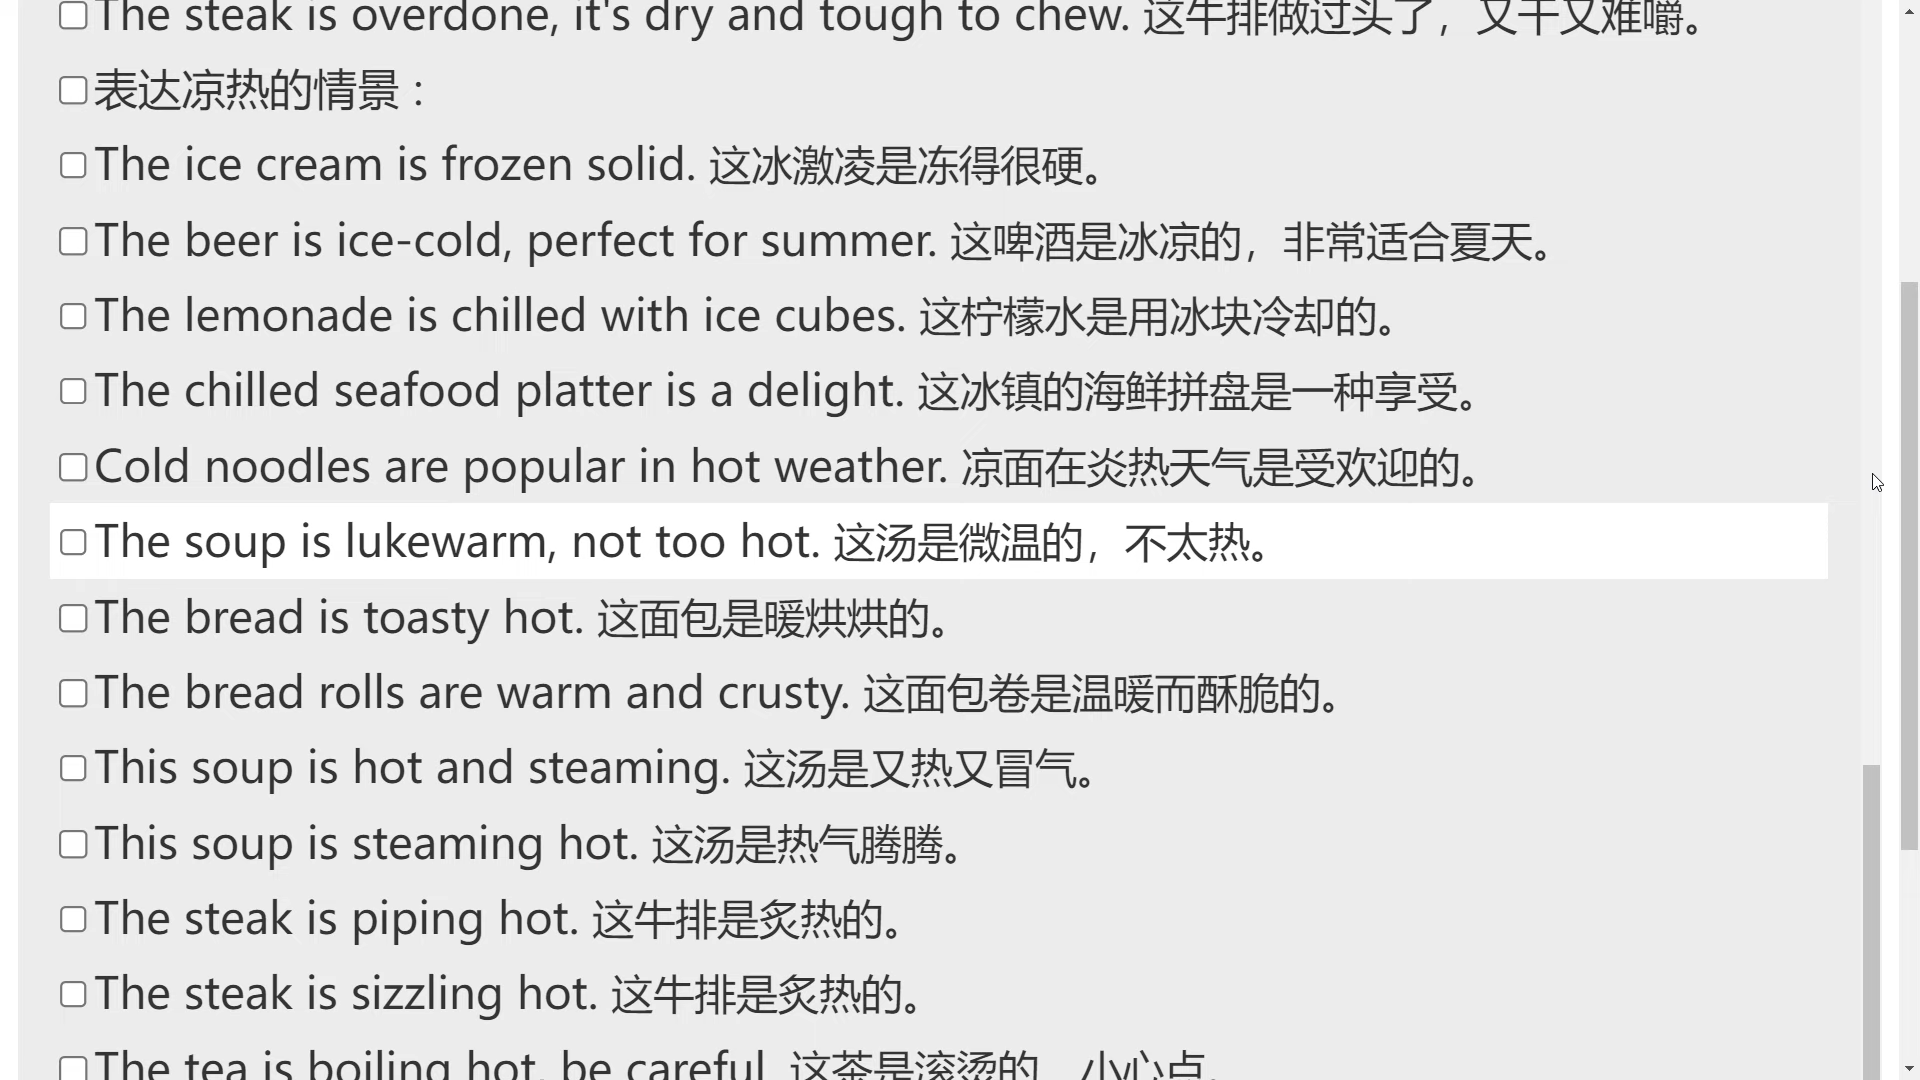 The steak is overdone, it's dry and tough to chew. 这牛排做过头了，又干又难嚼。
表达凉热的情景：
The ice cream is frozen solid. 这冰激凌是冻得很硬。
The beer is ice-cold, perfect for summer. 这啤酒是冰凉的，非常适合夏天。
The lemonade is chilled with ice cubes. 这柠檬水是用冰块冷却的。
The chilled seafood platter is a delight. 这冰镇的海鲜拼盘是一种享受。
Cold noodles are popular in hot weather. 凉面在炎热天气是受欢迎的。
The soup is lukewarm, not too hot. 这汤是微温的，不太热。
The bread is toasty hot. 这面包是暖烘烘的。
The bread rolls are warm and crusty. 这面包卷是温暖而酥脆的。
This soup is hot and steaming. 这汤是又热又冒气。
This soup is steaming hot. 这汤是热气腾腾。
The steak is piping hot. 这牛排是炙热的。
The steak is sizzling hot. 这牛排是炙热的。
The tea is boiling hot, be careful. 这茶是滚烫的，小心点。